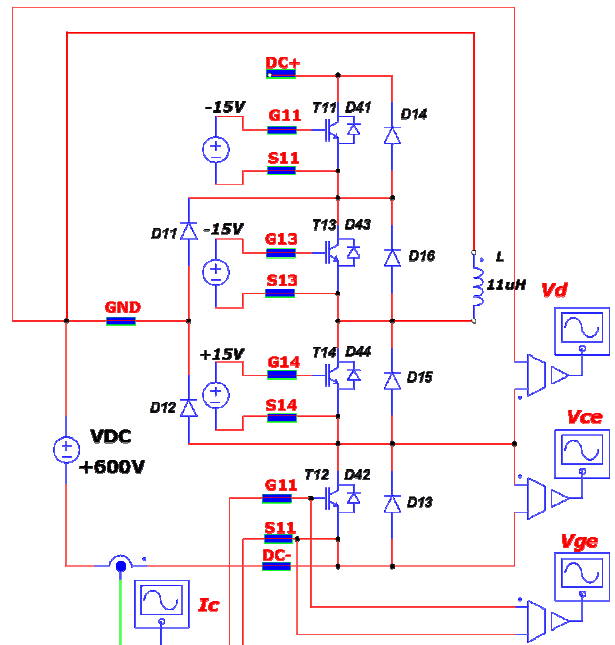 DC+
-15V
G11
T11
D41
D14
S11
D11
-15V
G13
T13
D43
D16
S13
L
11uH
Vd
GND
+15V
G14
T14
D44
D15
D12
S14
VDC
+600V
Vce
G11
T12
D42
D13
S11
DC-
Vge
Ic